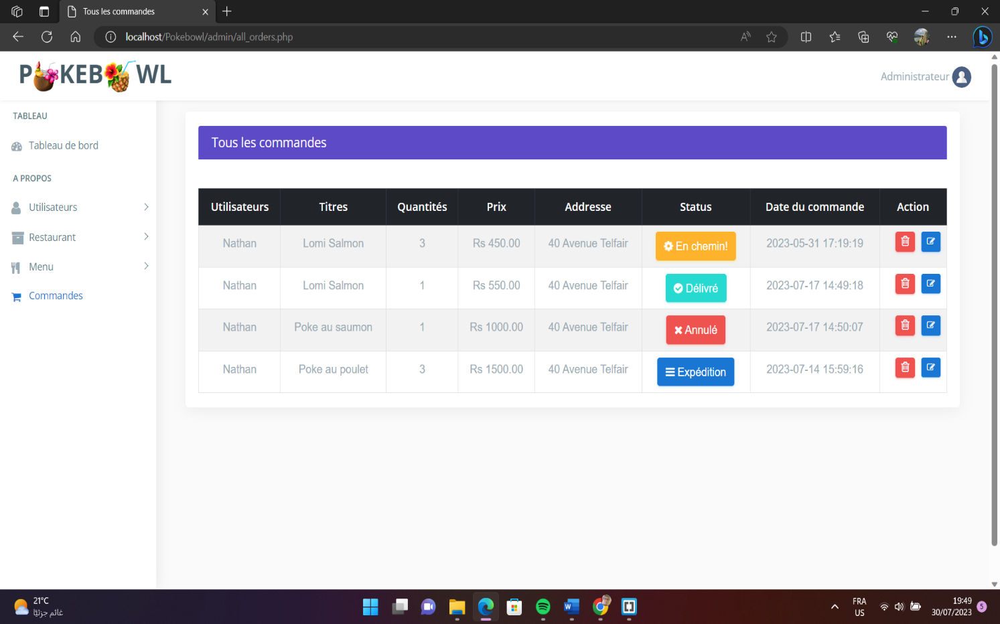 Tous les commandes
localhost/Pokebowl/admin/all_orders.php
POKEBOWL
Administrateur
TABLEAU
Tableau de bord
A PROPOS
Utilisateurs
Restaurant
Menu
Commandes
Tous les commandes
Utilisateurs Titres Quantités Prix Addresse Status Date du commande Action
Nathan Lomi Salmon 3 Rs 450.00 40 Avenue Telfair En chemin! 2023-05-31 17:19:19
Nathan Lomi Salmon 1 Rs 550.00 40 Avenue Telfair Délivré 2023-07-17 14:49:18
Nathan Poke au saumon 1 Rs 1000.00 40 Avenue Telfair Annulé 2023-07-17 14:50:07
Nathan Poke au poulet 3 Rs 1500.00 40 Avenue Telfair Expédition 2023-07-14 15:59:16
21°C
غائم جزئيًا
FRA
US
19:49
30/07/2023
5